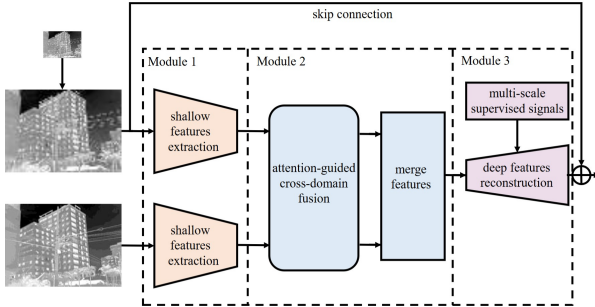 skip connection
Module 1
Module 2
Module 3
shallow
features
extraction
attention-guided
cross-domain
fusion
merge
features
multi-scale
supervised signals
deep features
reconstruction
shallow
features
extraction